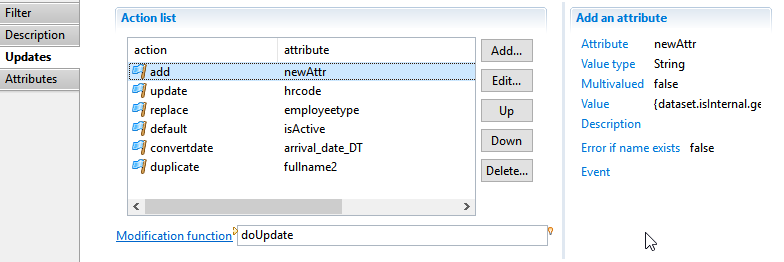 Filter
Description
Updates
Attributes
Action list
action attribute
add newAttr
update hrcode
replace employeetype
default isActive
convertdate arrival_date_DT
duplicate fullname2
Add...
Edit...
Up
Down
Delete...
Modification function doUpdate
Add an attribute
Attribute newAttr
Value type String
Multivalued false
Value {dataset.isInternal.ge
Description
Error if name exists false
Event